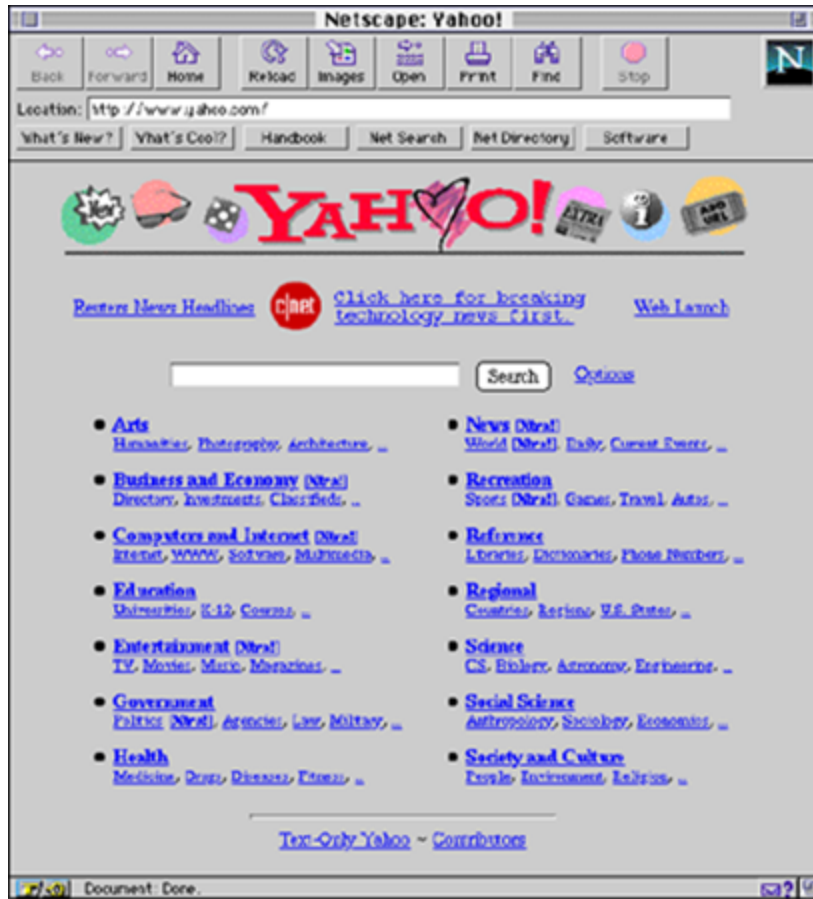 Netscape: Yahoo!
Back Forward Home Reload Images Open Print Find Stop
N
Location: http://www.yahoo.com/
What's New? What's Cool? Handbook Net Search Net Directory Software
New YAHOO! EXTRA i
Reuters News Headlines c|net Click here for breaking technology news first. Web Launch
Search Options
Arts
Humanities, Photography, Architecture, ...
Business and Economy [Xtra!]
Directory, Investments, Classifieds, ...
Computers and Internet [Xtra!]
Internet, WWW, Software, Multimedia, ...
Education
Universities, K-12, Courses, ...
Entertainment [Xtra!]
TV, Movies, Music, Magazines, ...
Government
Politics [Xtra!], Agencies, Law, Military, ...
Health
Medicine, Drugs, Diseases, Fitness, ...
News [Xtra!]
World [Xtra!], Daily, Current Events, ...
Recreation
Sports [Xtra!], Games, Travel, Autos, ...
Reference
Libraries, Dictionaries, Phone Numbers, ...
Regional
Countries, Regions, U.S. States, ...
Science
CS, Biology, Astronomy, Engineering, ...
Social Science
Anthropology, Sociology, Economics, ...
Society and Culture
People, Environment, Religion, ...
Text-Only Yahoo ~ Contributors
Document: Done.
?